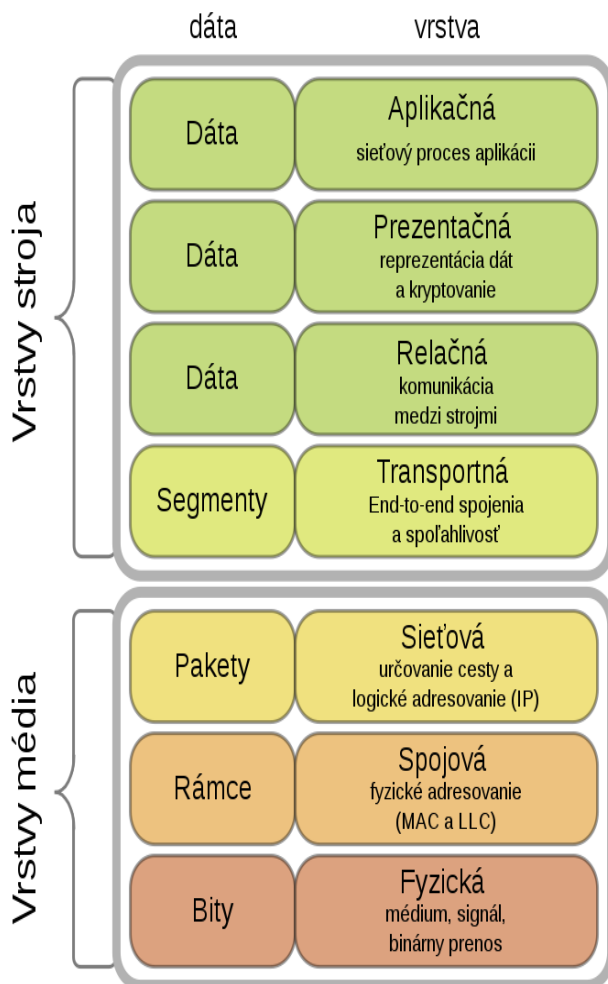 dáta
vrstva
Vrstvy stroja
Dáta
Aplikačná
sieťový proces aplikácii
Dáta
Prezentačná
reprezentácia dát
a kryptovanie
Dáta
Relačná
komunikácia
medzi strojmi
Segmenty
Transportná
End-to-end spojenia
a spoľahlivosť
Vrstvy média
Pakety
Sieťová
určovanie cesty a
logické adresovanie (IP)
Rámce
Spojová
fyzické adresovanie
(MAC a LLC)
Bity
Fyzická
médium, signál,
binárny prenos